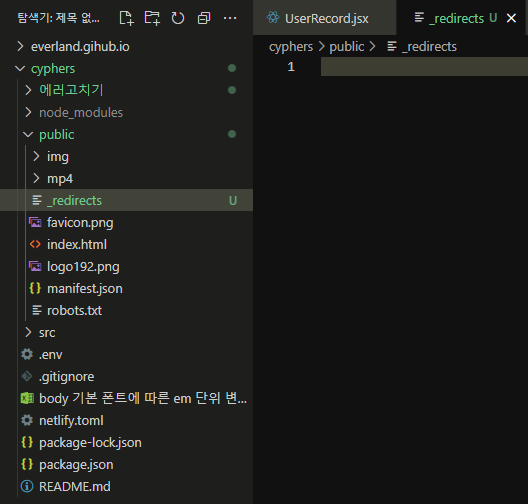 탐색기: 제목 없...
everland.gihub.io
cyphers
에러고치기
node_modules
public
img
mp4
_redirects U
favicon.png
index.html
logo192.png
manifest.json
robots.txt
src
.env
.gitignore
body 기본 폰트에 따른 em 단위 변...
netlify.toml
package-lock.json
package.json
README.md
UserRecord.jsx
_redirects U
cyphers > public > _redirects
1